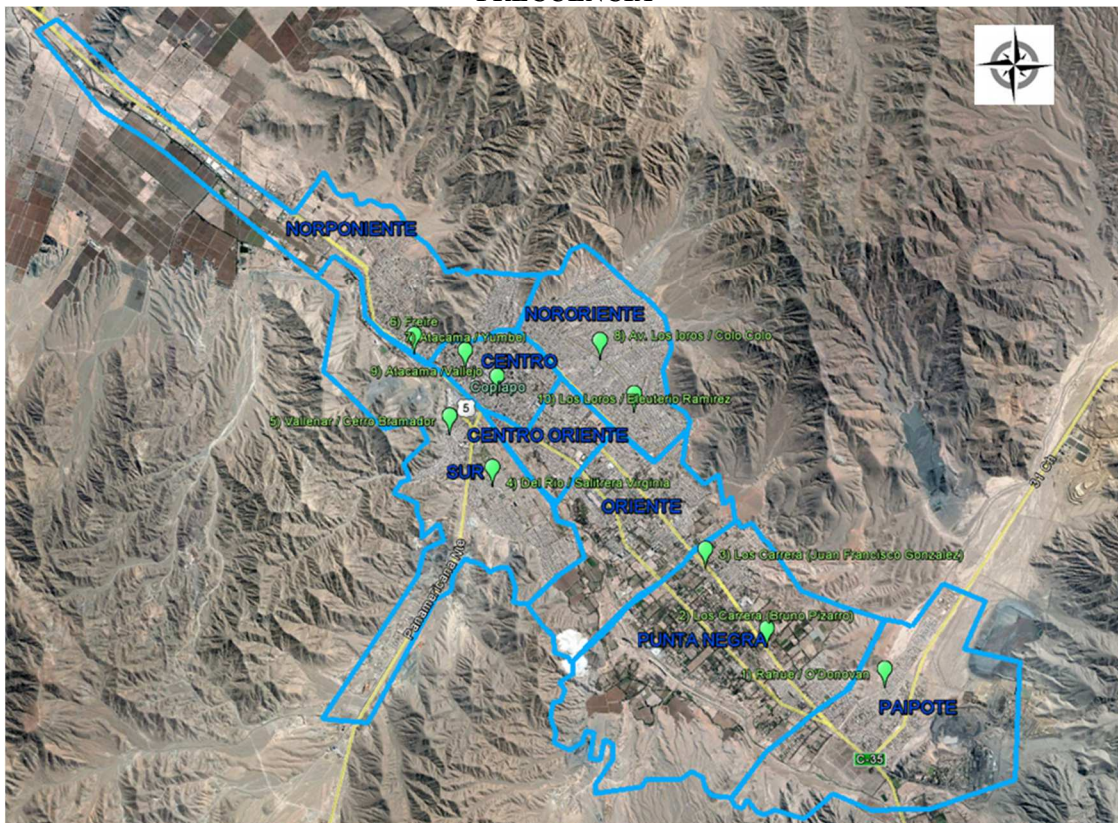 FRECUENCIA
NORPONIENTE
NORORIENTE
6) Freire
7) Atacama (Yumbel)
8) Av. Los loros / Colo Colo
CENTRO
9) Atacama /Vallejo
Copiapo
10) Los Loros / Eleuterio Ramirez
5
5) Vallenar / Cerro Bramador
CENTRO ORIENTE
SUR
4) Del Rio / Salitrera Virginia
31 Ch
ORIENTE
3) Los Carrera (Juan Francisco Gonzalez)
Panamericana Nte
2) Los Carrera (Bruno Pizarro)
PUNTA NEGRA
1) Ranue / O'Donovan
PAIPOTE
C-35